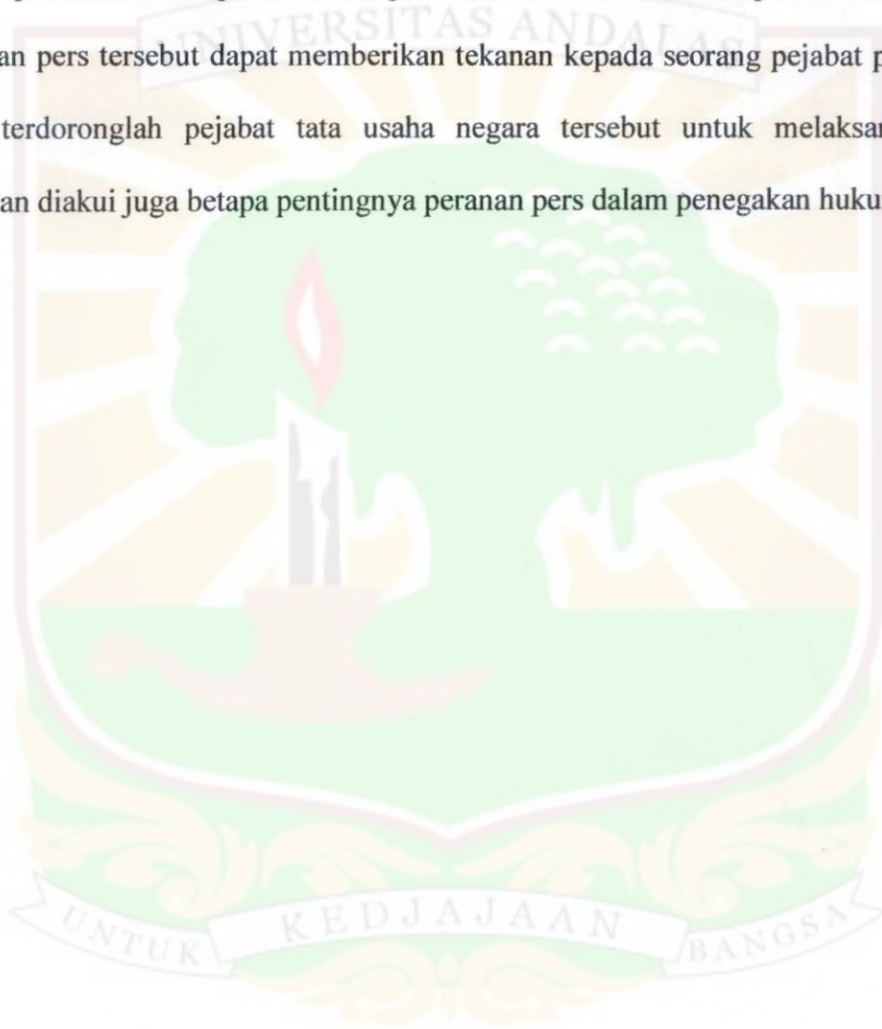 UNIVERSITAS ANDALAS
an pers tersebut dapat memberikan tekanan kepada seorang pejabat p
terdoronglah pejabat tata usaha negara tersebut untuk melaksa
an diakui juga betapa pentingnya peranan pers dalam penegakan huku
UNTUK KEDJAJAAN BANGSA